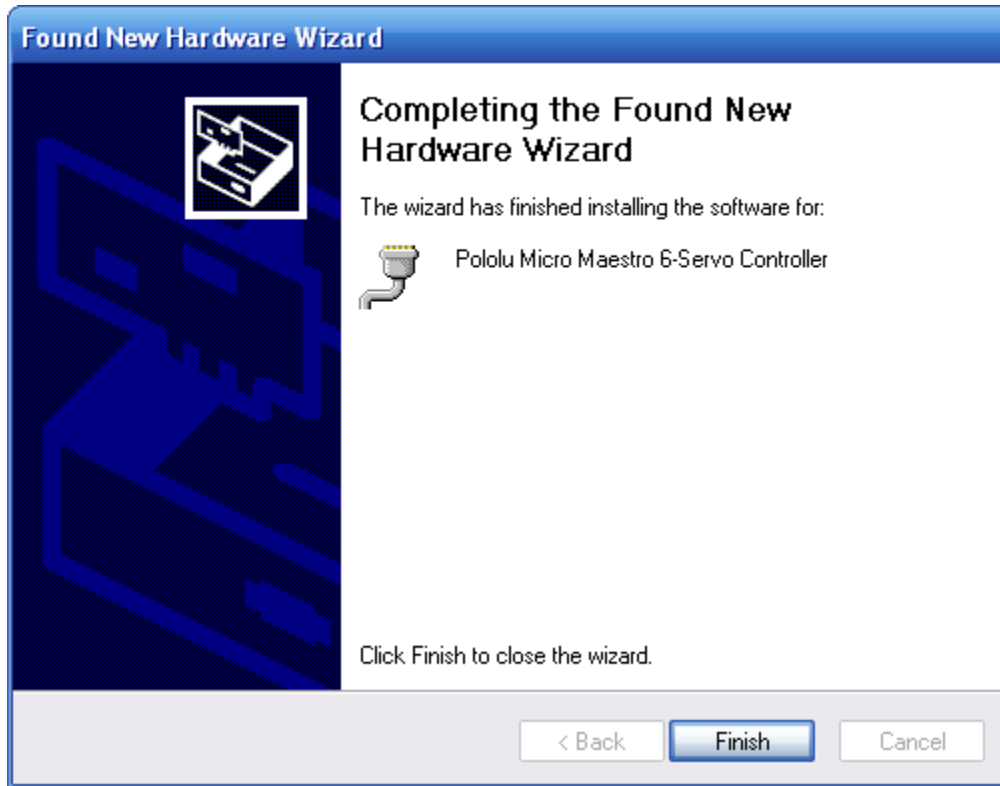 Found New Hardware Wizard
Completing the Found New
Hardware Wizard
The wizard has finished installing the software for:
Pololu Micro Maestro 6-Servo Controller
Click Finish to close the wizard.
< Back
Finish
Cancel